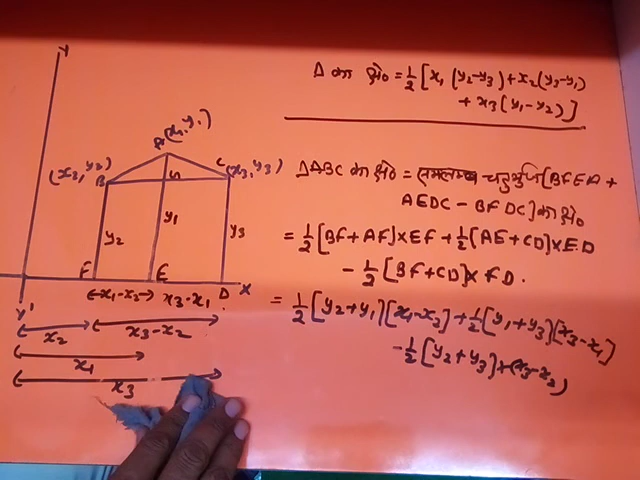 Δ का क्षे० = 1/2 [x₁ (y₂-y₃) + x₂ (y₃-y₁)
+ x₃ (y₁-y₂)]
Y
A (x₁, y₁)
(x₂, y₂)
B
C (x₃, y₃)
ΔABC का क्षे० = समलम्ब चतुर्भुज [BFEA +
AEDC - BFDC] का क्षे०
= 1/2 [BF+AF] × EF + 1/2 (AE+CD) × ED
- 1/2 [BF+CD] × FD.
= 1/2 [y₂+y₁] [x₁-x₂] + 1/2 [y₁+y₃] [x₃-x₁]
- 1/2 [y₂+y₃] + (x₃-x₂)
y₂
y₁
y₃
F
E
D
X
x₁-x₂
x₃-x₁
Y'
x₂
x₃-x₂
x₁
x₃